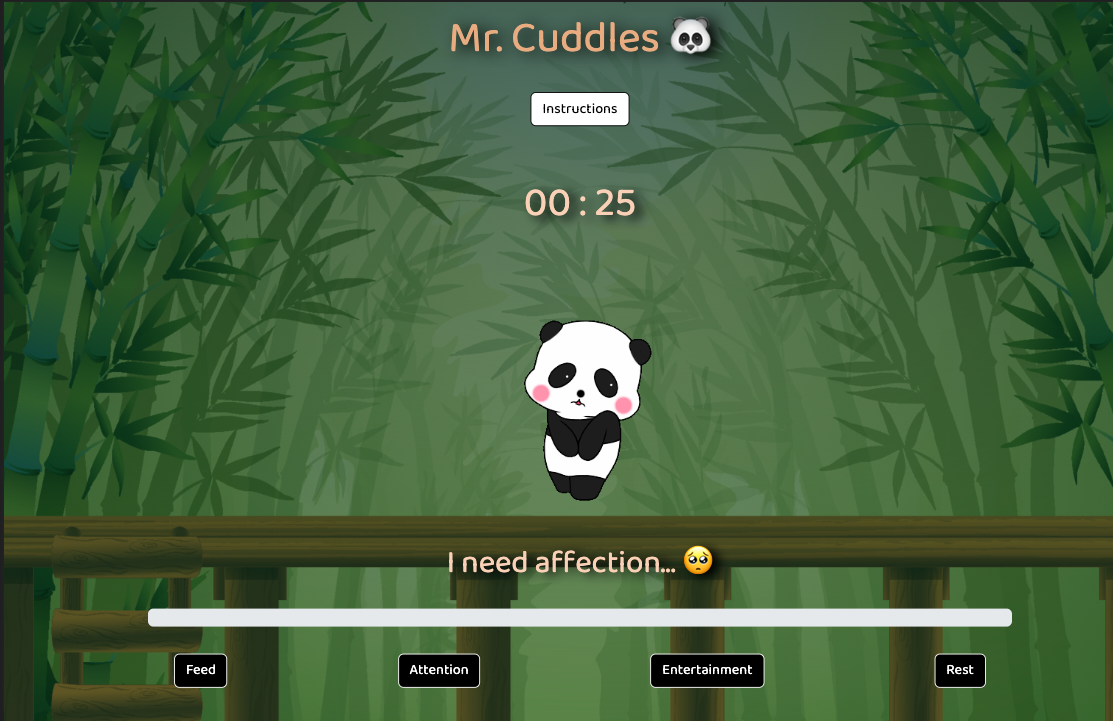 Mr. Cuddles 🐼
Instructions
00 : 25
I need affection... 🥺
Feed
Attention
Entertainment
Rest